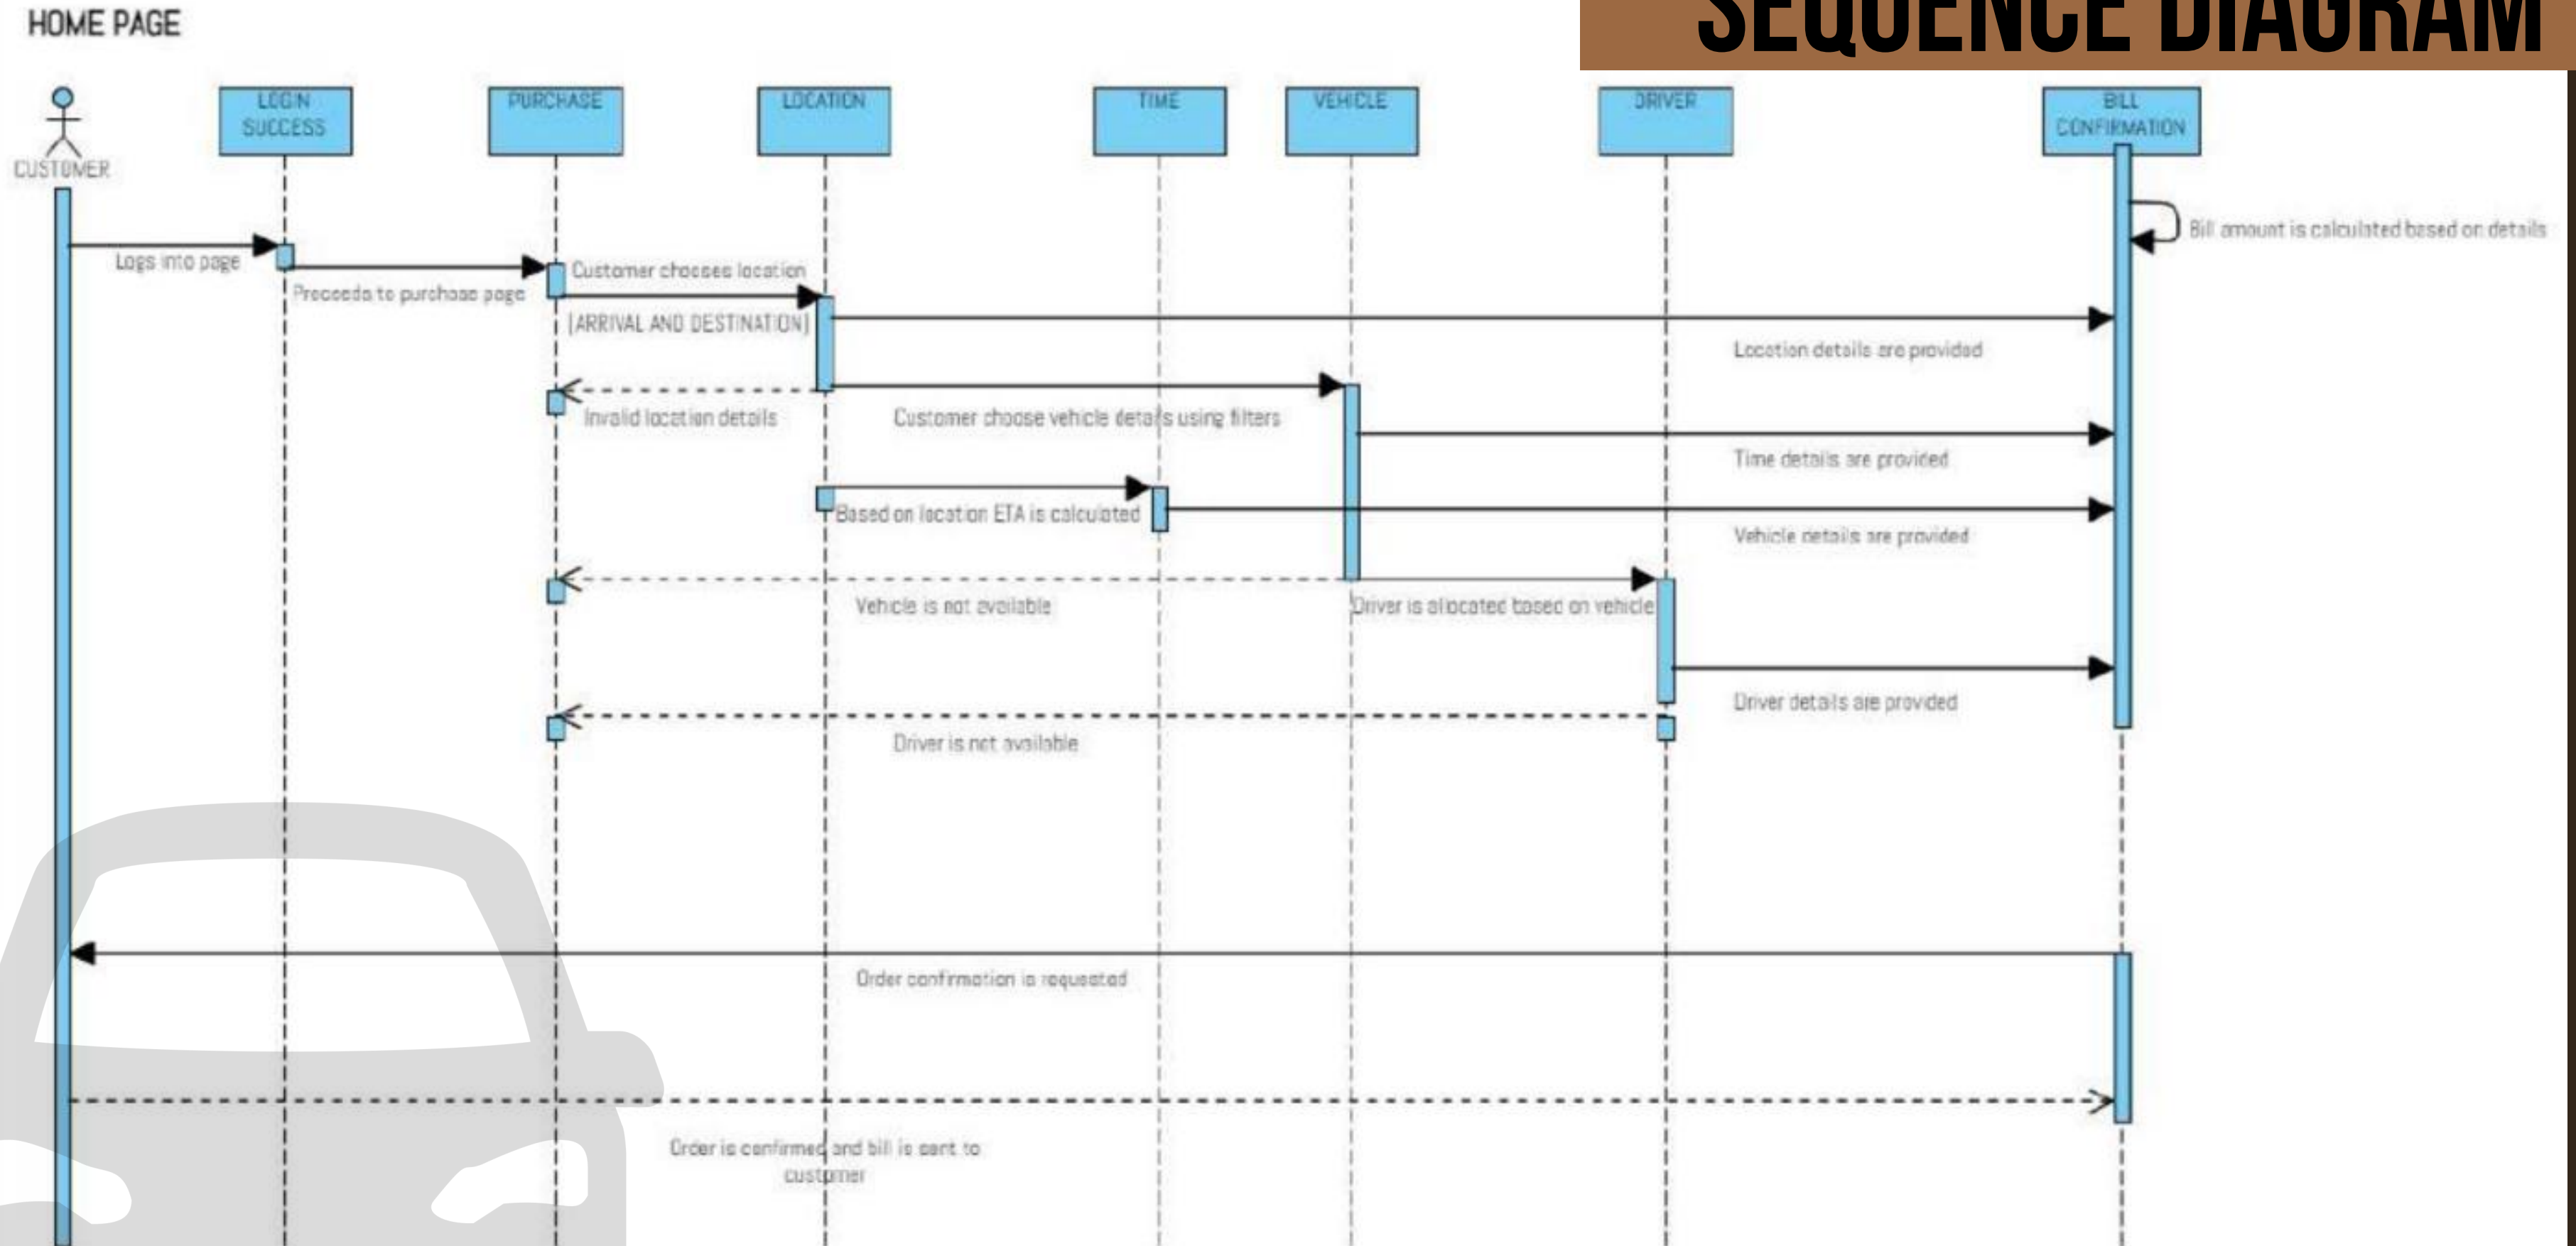 HOME PAGE
SEQUENCE DIAGRAM
CUSTOMER
LOGIN
SUCCESS
PURCHASE
LOCATION
TIME
VEHICLE
DRIVER
BILL
CONFIRMATION
Bill amount is calculated based on details
Logs into page
Proceeds to purchase page
Customer chooses location
[ARRIVAL AND DESTINATION]
Location details are provided
Invalid location details
Customer choose vehicle details using filters
Time details are provided
Based on location ETA is calculated
Vehicle details are provided
Vehicle is not available
Driver is allocated based on vehicle
Driver details are provided
Driver is not available
Order confirmation is requested
Order is confirmed and bill is sent to
customer